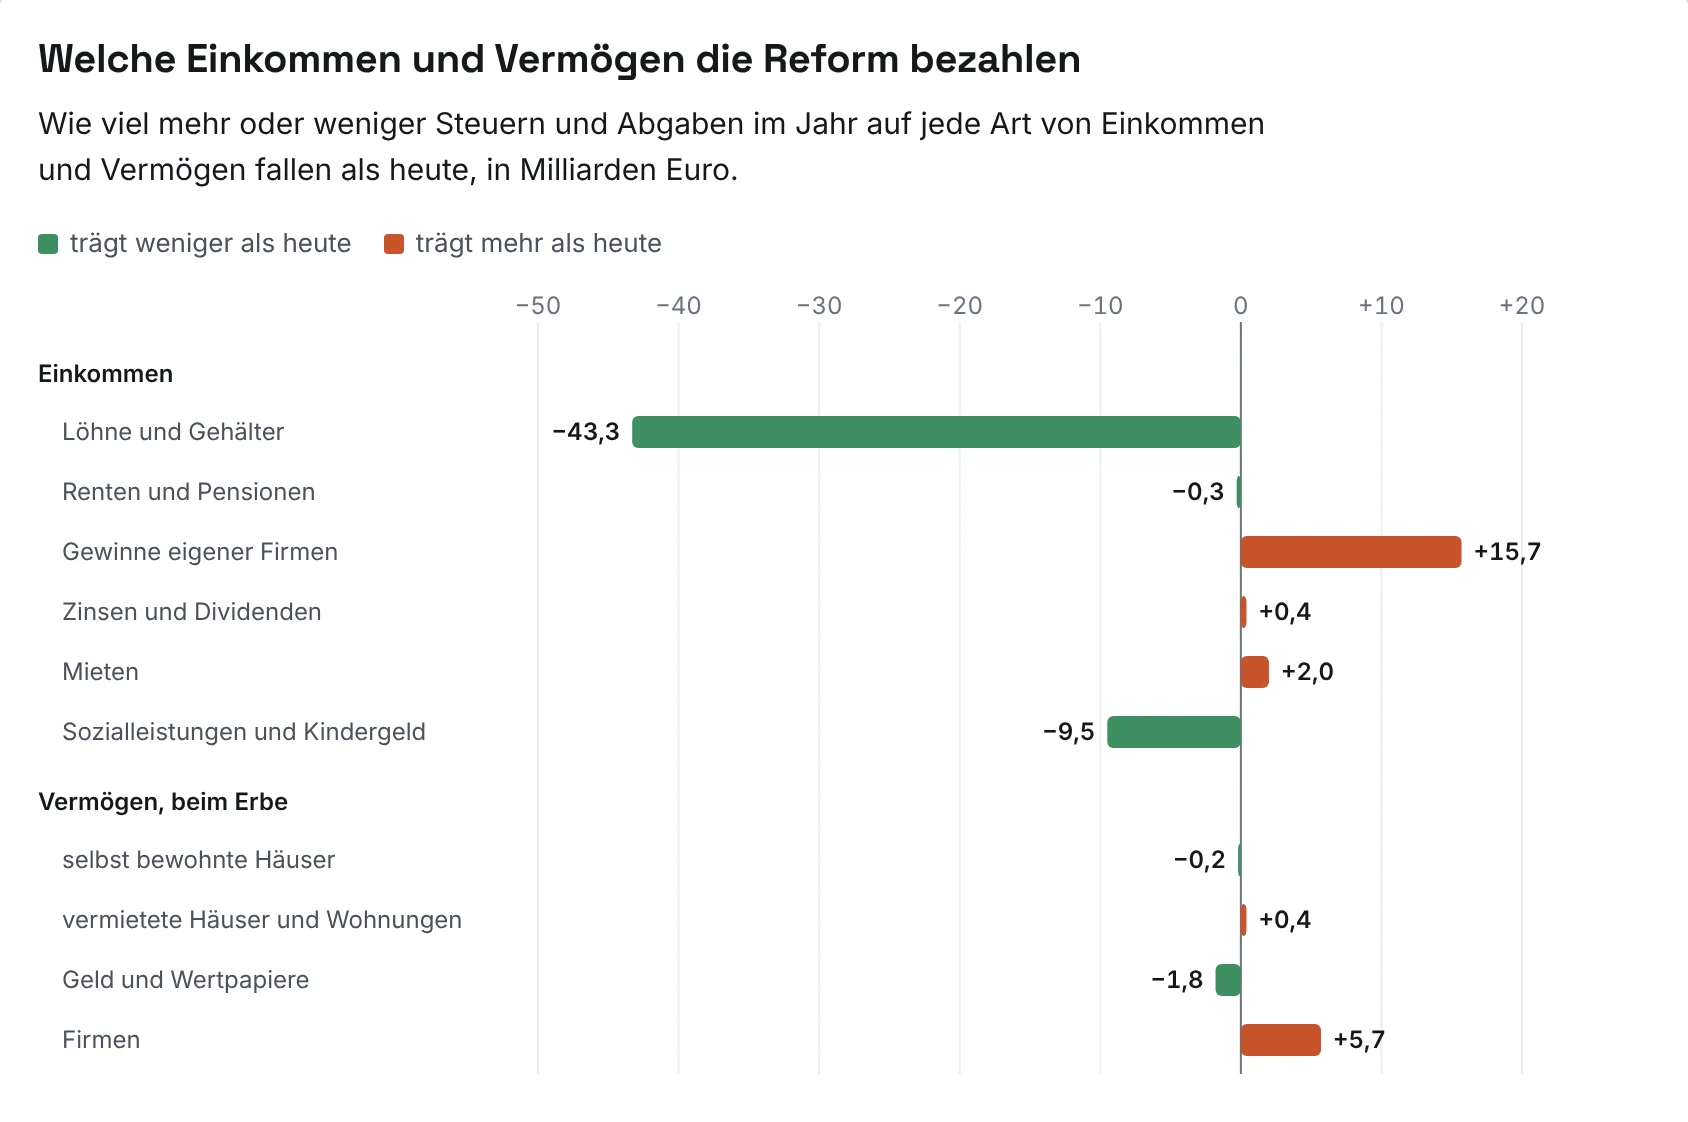 Welche Einkommen und Vermögen die Reform bezahlen
Wie viel mehr oder weniger Steuern und Abgaben im Jahr auf jede Art von Einkommen
und Vermögen fallen als heute, in Milliarden Euro.
trägt weniger als heute trägt mehr als heute
−50 −40 −30 −20 −10 0 +10 +20
Einkommen
Löhne und Gehälter −43,3
Renten und Pensionen −0,3
Gewinne eigener Firmen +15,7
Zinsen und Dividenden +0,4
Mieten +2,0
Sozialleistungen und Kindergeld −9,5
Vermögen, beim Erbe
selbst bewohnte Häuser −0,2
vermietete Häuser und Wohnungen +0,4
Geld und Wertpapiere −1,8
Firmen +5,7